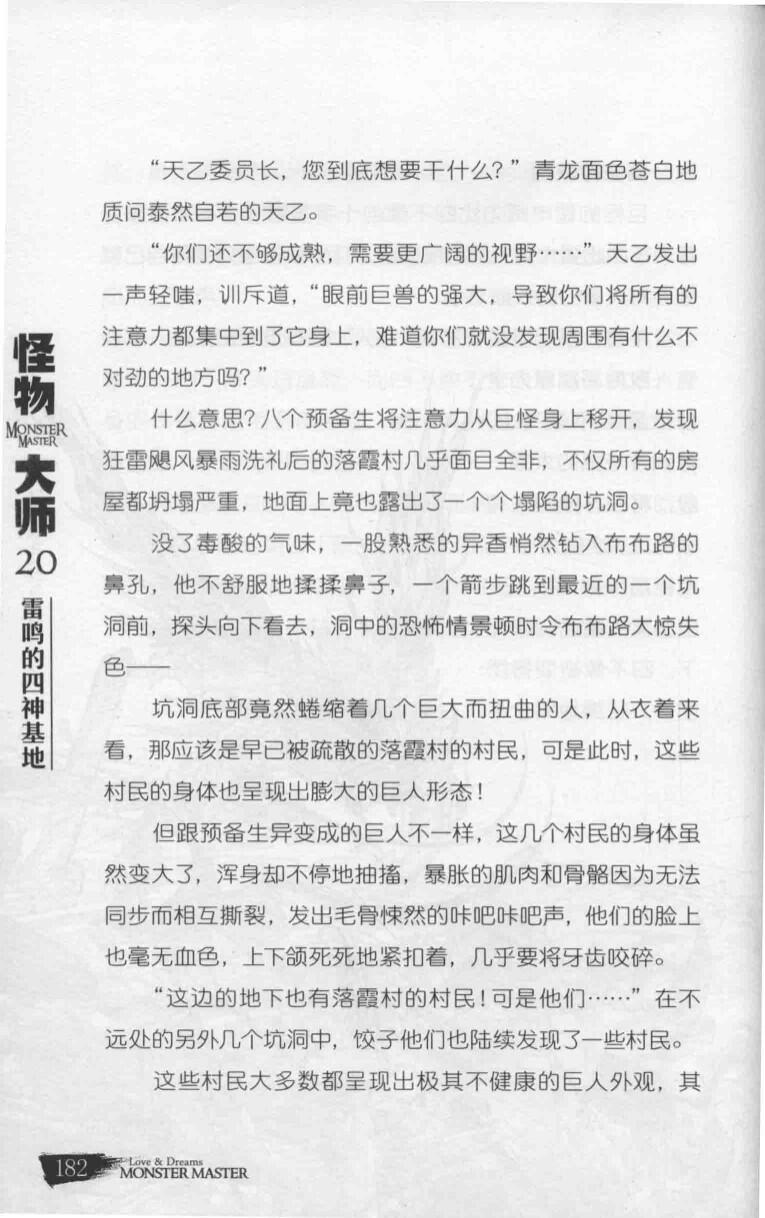 “天乙委员长，您到底想要干什么？”青龙面色苍白地
质问泰然自若的天乙。
“你们还不够成熟，需要更广阔的视野……”天乙发出
一声轻嗤，训斥道，“眼前巨兽的强大，导致你们将所有的
注意力都集中到了它身上，难道你们就没发现周围有什么不
对劲的地方吗？”
什么意思？八个预备生将注意力从巨怪身上移开，发现
狂雷飓风暴雨洗礼后的落霞村几乎面目全非，不仅所有的房
屋都坍塌严重，地面上竟也露出了一个个塌陷的坑洞。
没了毒酸的气味，一股熟悉的异香悄然钻入布布路的
鼻孔，他不舒服地揉揉鼻子，一个箭步跳到最近的一个坑
洞前，探头向下看去，洞中的恐怖情景顿时令布布路大惊失
色——
坑洞底部竟然蜷缩着几个巨大而扭曲的人，从衣着来
看，那应该是早已被疏散的落霞村的村民，可是此时，这些
村民的身体也呈现出膨大的巨人形态！
但跟预备生异变成的巨人不一样，这几个村民的身体虽
然变大了，浑身却不停地抽搐，暴胀的肌肉和骨骼因为无法
同步而相互撕裂，发出毛骨悚然的咔吧咔吧声，他们的脸上
也毫无血色，上下颌死死地紧扣着，几乎要将牙齿咬碎。
“这边的地下也有落霞村的村民！可是他们……”在不
远处的另外几个坑洞中，饺子他们也陆续发现了一些村民。
这些村民大多数都呈现出极其不健康的巨人外观，其
怪物
MONSTER
MASTER
大师
20
雷鸣的四神基地
182
Love & Dreams
MONSTER MASTER